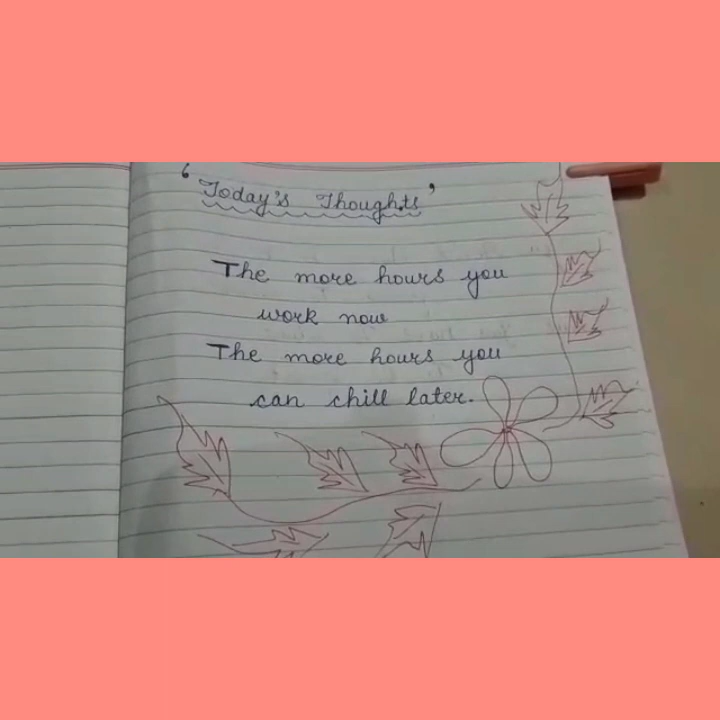 'Today's Thoughts'
The more hours you
work now
The more hours you
can chill later.